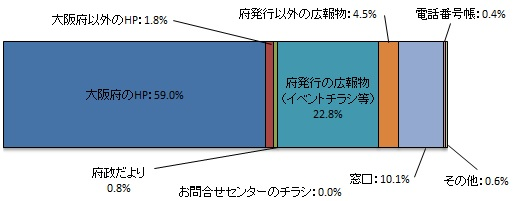 大阪府以外のHP：1.8%
府発行以外の広報物：4.5%
電話番号帳：0.4%
大阪府のHP：59.0%
府発行の広報物
（イベントチラシ等）
22.8%
府政だより
0.8%
お問合せセンターのチラシ：0.0%
窓口：10.1%
その他：0.6%